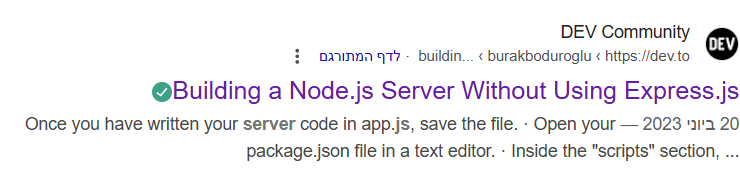 DEV Community
DEV
https://dev.to › burakboduroglu › buildin... · לדף המתורגם
Building a Node.js Server Without Using Express.js
20 ביוני 2023 — Once you have written your server code in app.js, save the file. · Open your
package.json file in a text editor. · Inside the "scripts" section, ...